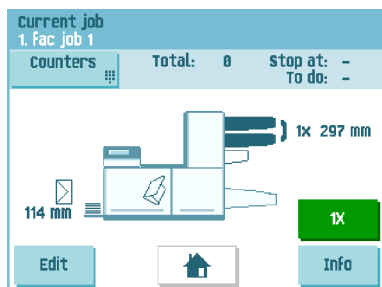 Current job
1. Fac job 1
Counters
Total: 0
Stop at: -
To do: -
1x 297 mm
114 mm
1X
Edit
Info